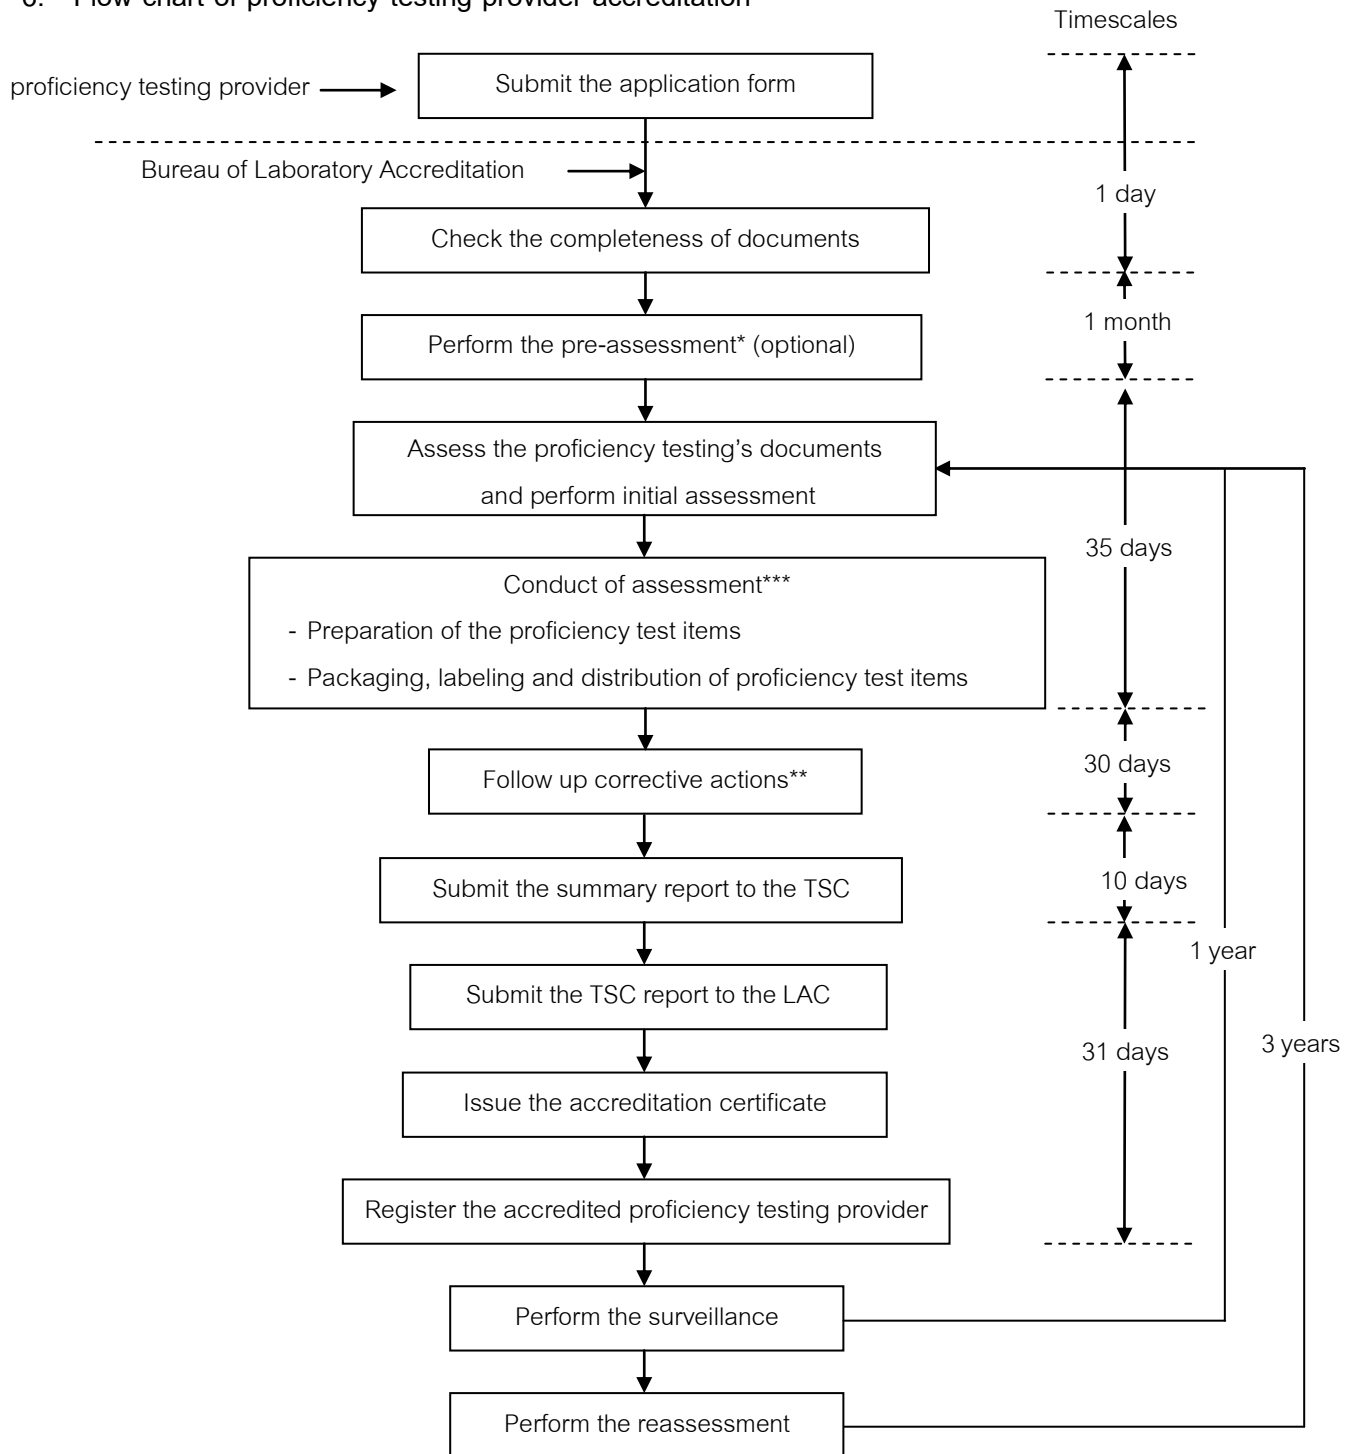 Flow chart of proficiency testing provider accreditation
Timescales
proficiency testing provider
Submit the application form
Bureau of Laboratory Accreditation
1 day
Check the completeness of documents
1 month
Perform the pre-assessment* (optional)
Assess the proficiency testing’s documents
and perform initial assessment
35 days
Conduct of assessment***
- Preparation of the proficiency test items
- Packaging, labeling and distribution of proficiency test items
30 days
Follow up corrective actions**
10 days
Submit the summary report to the TSC
1 year
Submit the TSC report to the LAC
3 years
31 days
Issue the accreditation certificate
Register the accredited proficiency testing provider
Perform the surveillance
Perform the reassessment